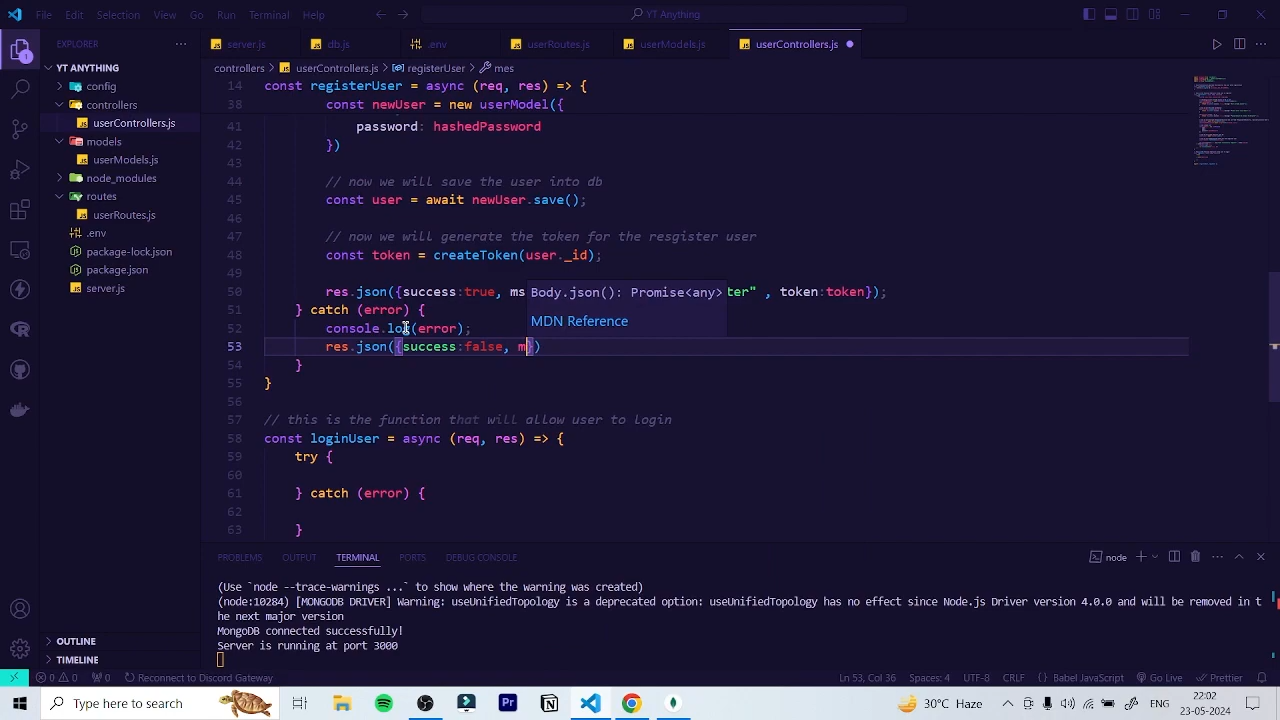 File Edit Selection View Go Run Terminal Help
YT Anything
EXPLORER
server.js db.js .env userRoutes.js userModels.js userControllers.js
YT ANYTHING
config
controllers
userControllers.js
models
userModels.js
node_modules
routes
userRoutes.js
.env
package-lock.json
package.json
server.js
OUTLINE
TIMELINE
controllers > userControllers.js > registerUser > mes
14 const registerUser = async (req, res) => {
38 const newUser = new userModel({
41 password: hashedPassword
42 })
43
44 // now we will save the user into db
45 const user = await newUser.save();
46
47 // now we will generate the token for the resgister user
48 const token = createToken(user._id);
49
50 res.json({success:true, ms ter" , token:token});
Body.json(): Promise<any>
MDN Reference
51 } catch (error) {
52 console.log(error);
53 res.json({success:false, m})
54 }
55 }
56
57 // this is the function that will allow user to login
58 const loginUser = async (req, res) => {
59 try {
60
61 } catch (error) {
62
63 }
PROBLEMS OUTPUT TERMINAL PORTS DEBUG CONSOLE
node
(Use `node --trace-warnings ...` to show where the warning was created)
(node:10284) [MONGODB DRIVER] Warning: useUnifiedTopology is a deprecated option: useUnifiedTopology has no effect since Node.js Driver version 4.0.0 and will be removed in t
he next major version
MongoDB connected successfully!
Server is running at port 3000
0 0 0 Reconnect to Discord Gateway
Ln 53, Col 36 Spaces: 4 UTF-8 CRLF {} Babel JavaScript Go Live Prettier
Type here to search
30°C Haze
23-05-2024